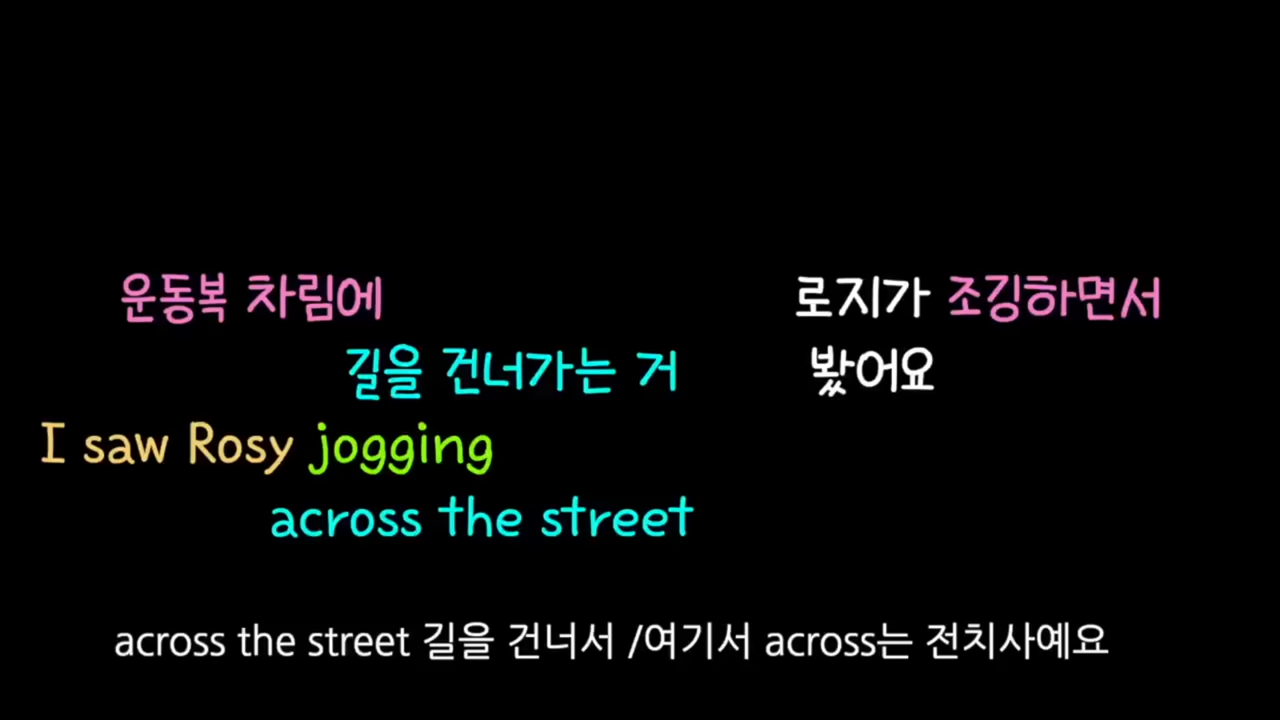 운동복 차림에 로지가 조깅하면서
길을 건너가는 거 봤어요
I saw Rosy jogging
across the street
across the street 길을 건너서 /여기서 across는 전치사예요